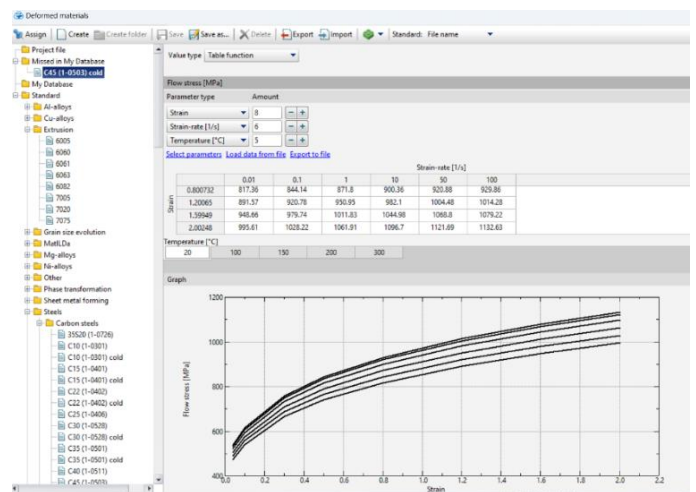 Deformed materials
Assign Create Create folder Save Save as... Delete Export Import Standard: File name
Project file
Missed in My Database
C45 (1-0503) cold
My Database
Standard
Al-alloys
Cu-alloys
Extrusion
6005
6060
6061
6063
6082
7005
7020
7075
Grain size evolution
MatILDa
Mg-alloys
Ni-alloys
Other
Phase transformation
Sheet metal forming
Steels
Carbon steels
35S20 (1-0726)
C10 (1-0301)
C10 (1-0301) cold
C15 (1-0401)
C15 (1-0401) cold
C22 (1-0402)
C22 (1-0402) cold
C25 (1-0406)
C30 (1-0528)
C30 (1-0528) cold
C35 (1-0501)
C35 (1-0501) cold
C40 (1-0511)
C45 (1-0503)
Value type Table function
Flow stress [MPa]
Parameter type Amount
Strain 8 - +
Strain-rate [1/s] 6 - +
Temperature [°C] 5 - +
Select parameters Load data from file Export to file
Strain-rate [1/s]
0.01 0.1 1 10 50 100
Strain
0.800732 817.36 844.14 871.8 900.36 920.88 929.86
1.20065 891.57 920.78 950.95 982.1 1004.48 1014.28
1.59949 948.66 979.74 1011.83 1044.98 1068.8 1079.22
2.00248 995.61 1028.22 1061.91 1096.7 1121.69 1132.63
Temperature [°C]
20 100 150 200 300
Graph
Flow stress [MPa]
1200
1000
800
600
400
0.0 0.2 0.4 0.6 0.8 1.0 1.2 1.4 1.6 1.8 2.0 2.2
Strain